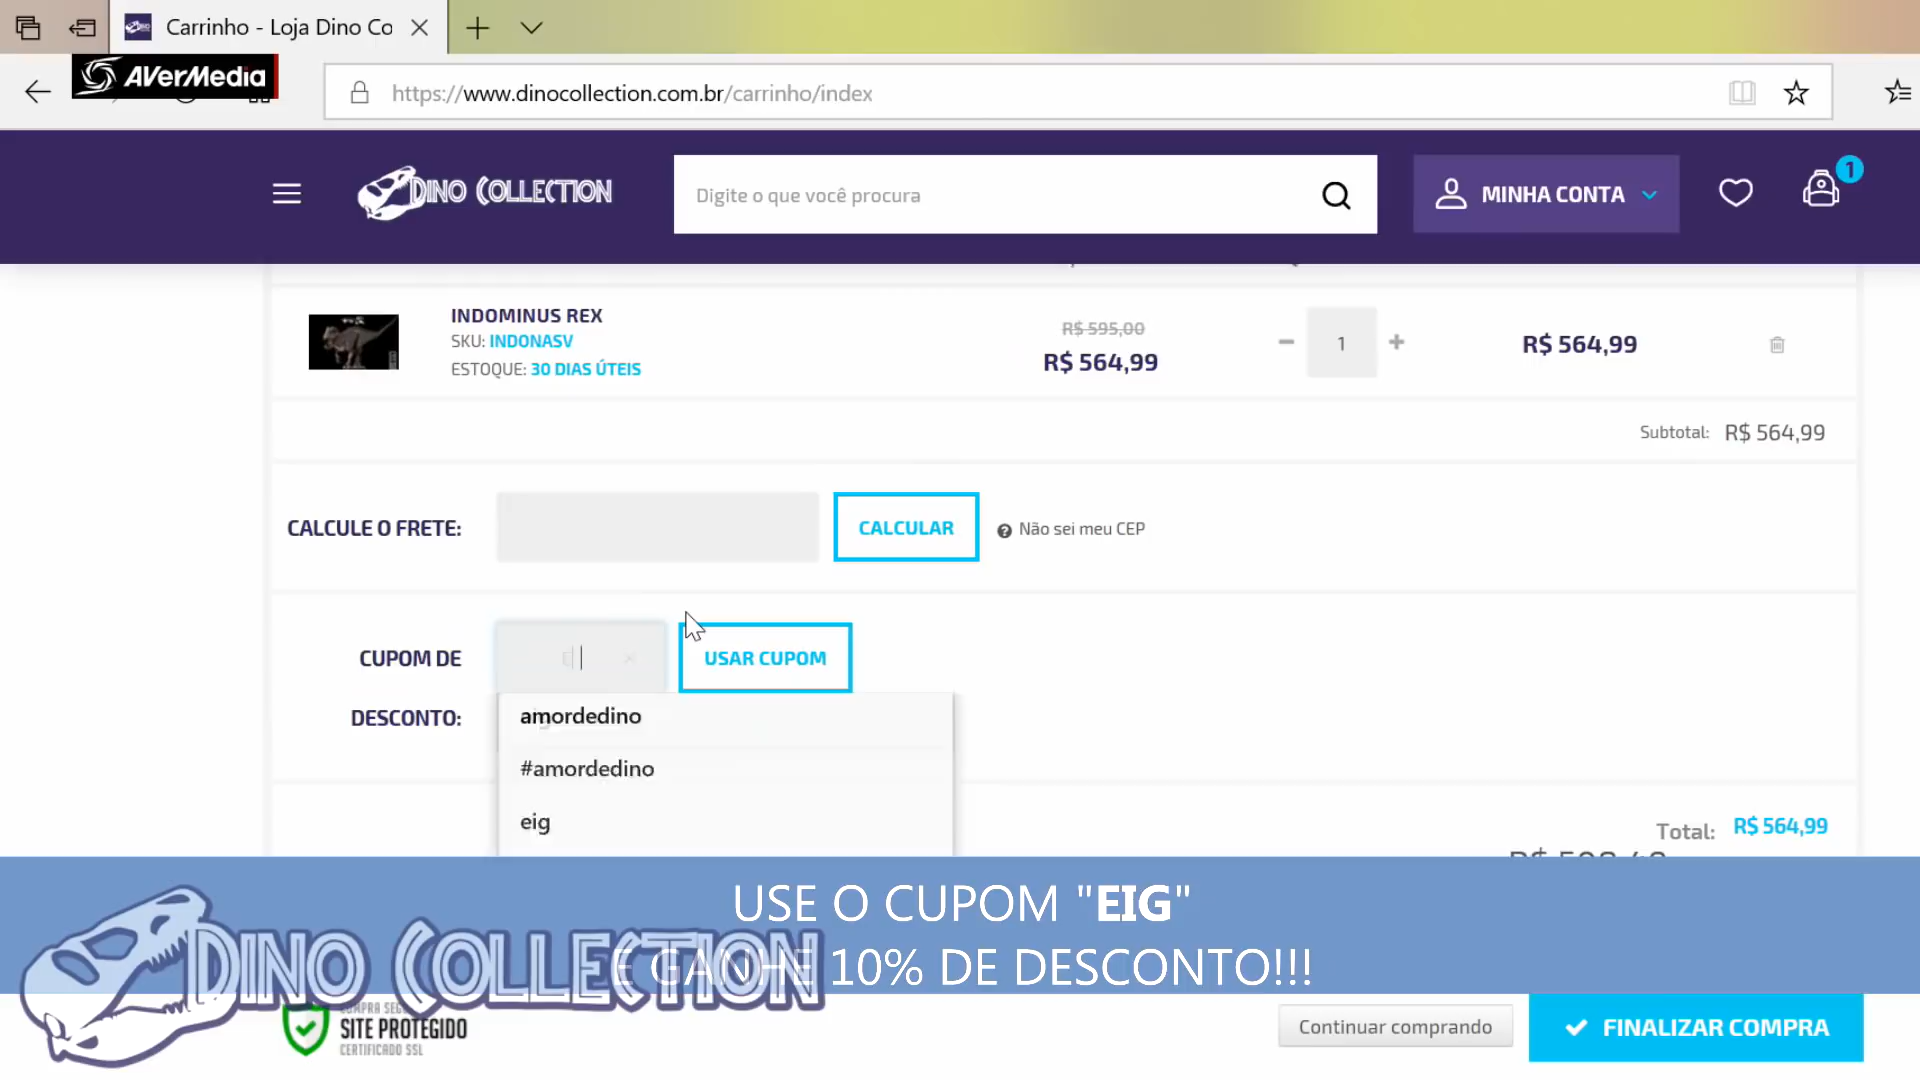 Carrinho - Loja Dino Co
AVerMedia
https://www.dinocollection.com.br/carrinho/index
DINO COLLECTION
Digite o que você procura
MINHA CONTA
1
INDOMINUS REX
SKU: INDONASV
ESTOQUE: 30 DIAS ÚTEIS
R$ 595,00
R$ 564,99
1
R$ 564,99
Subtotal: R$ 564,99
CALCULE O FRETE:
CALCULAR
Não sei meu CEP
CUPOM DE
DESCONTO:
USAR CUPOM
amordedino
#amordedino
eig
Total: R$ 564,99
USE O CUPOM "EIG"
E GANHE 10% DE DESCONTO!!!
DINO COLLECTION
SITE PROTEGIDO
CERTIFICADO SSL
Continuar comprando
FINALIZAR COMPRA